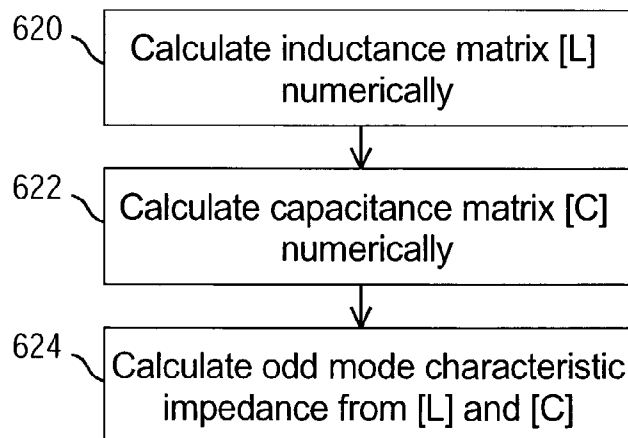 620
Calculate inductance matrix [L]
numerically
622
Calculate capacitance matrix [C]
numerically
624
Calculate odd mode characteristic
impedance from [L] and [C]